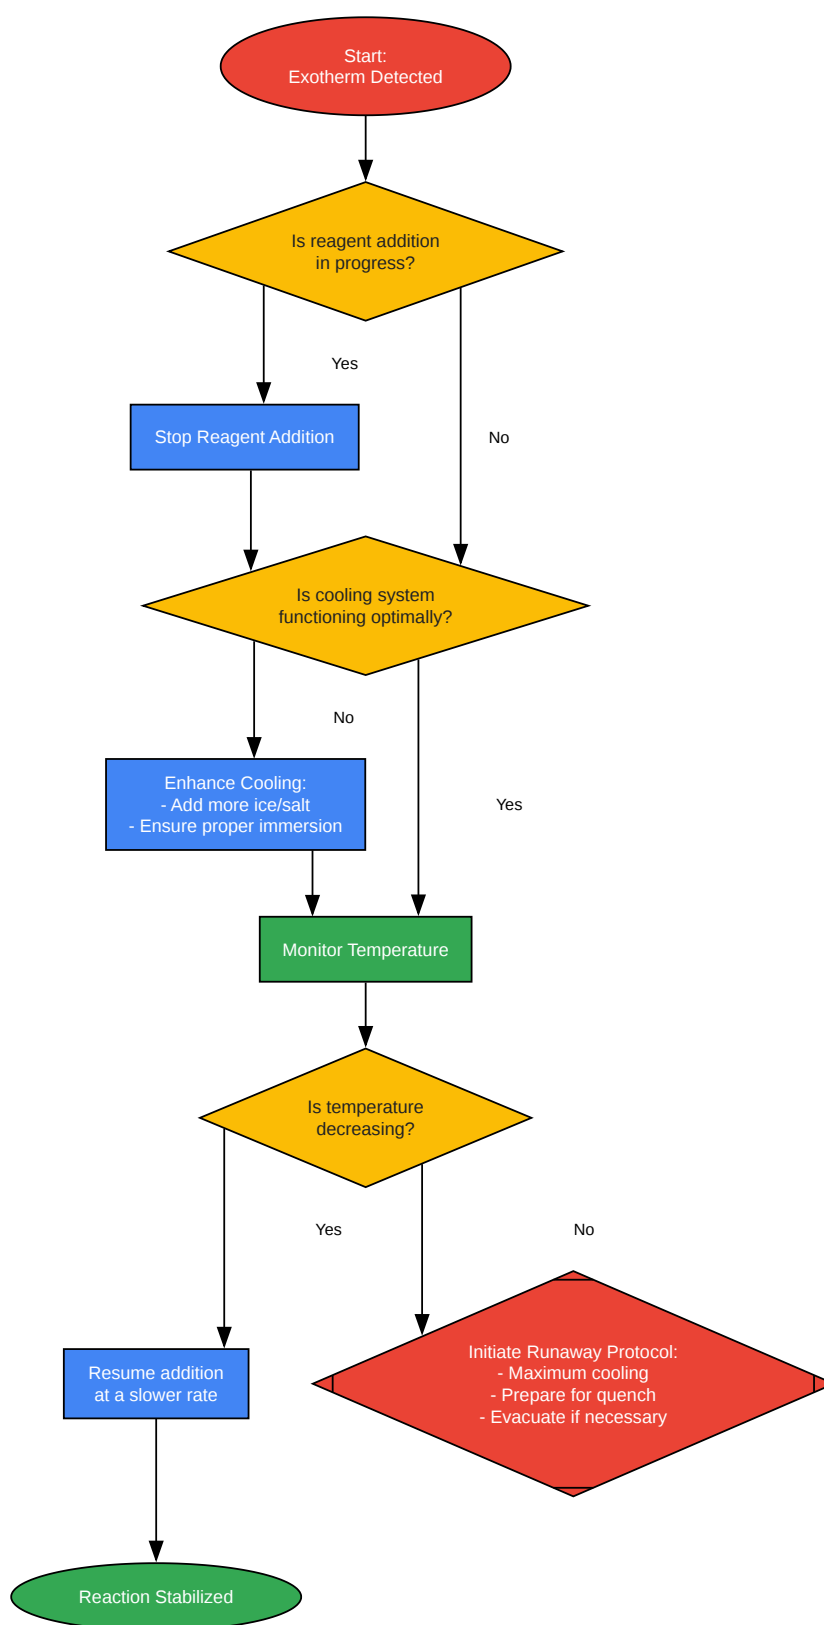 Start:
Exotherm Detected
Is reagent addition
in progress?
Yes
Stop Reagent Addition
No
Is cooling system
functioning optimally?
No
Enhance Cooling:
- Add more ice/salt
- Ensure proper immersion
Yes
Monitor Temperature
Is temperature
decreasing?
Yes
No
Initiate Runaway Protocol:
- Maximum cooling
- Prepare for quench
- Evacuate if necessary
Resume addition
at a slower rate
Reaction Stabilized